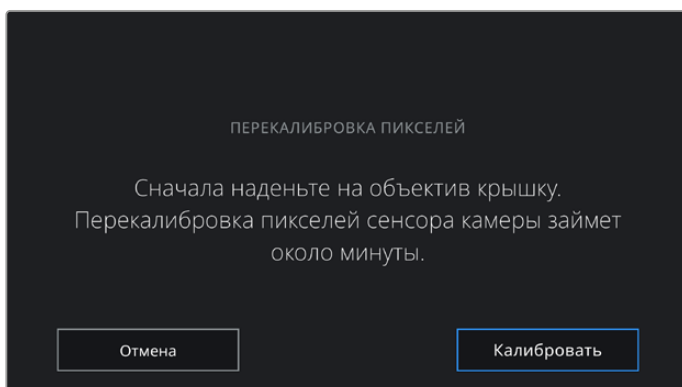 ПЕРЕКАЛИБРОВКА ПИКСЕЛЕЙ
Сначала наденьте на объектив крышку.
Перекалибровка пикселей сенсора камеры займет
около минуты.
Отмена
Калибровать